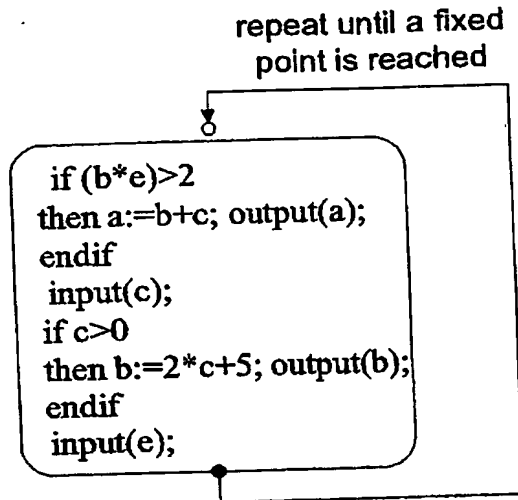 repeat until a fixed
point is reached
if (b*e)>2
then a:=b+c; output(a);
endif
input(c);
if c>0
then b:=2*c+5; output(b);
endif
input(e);